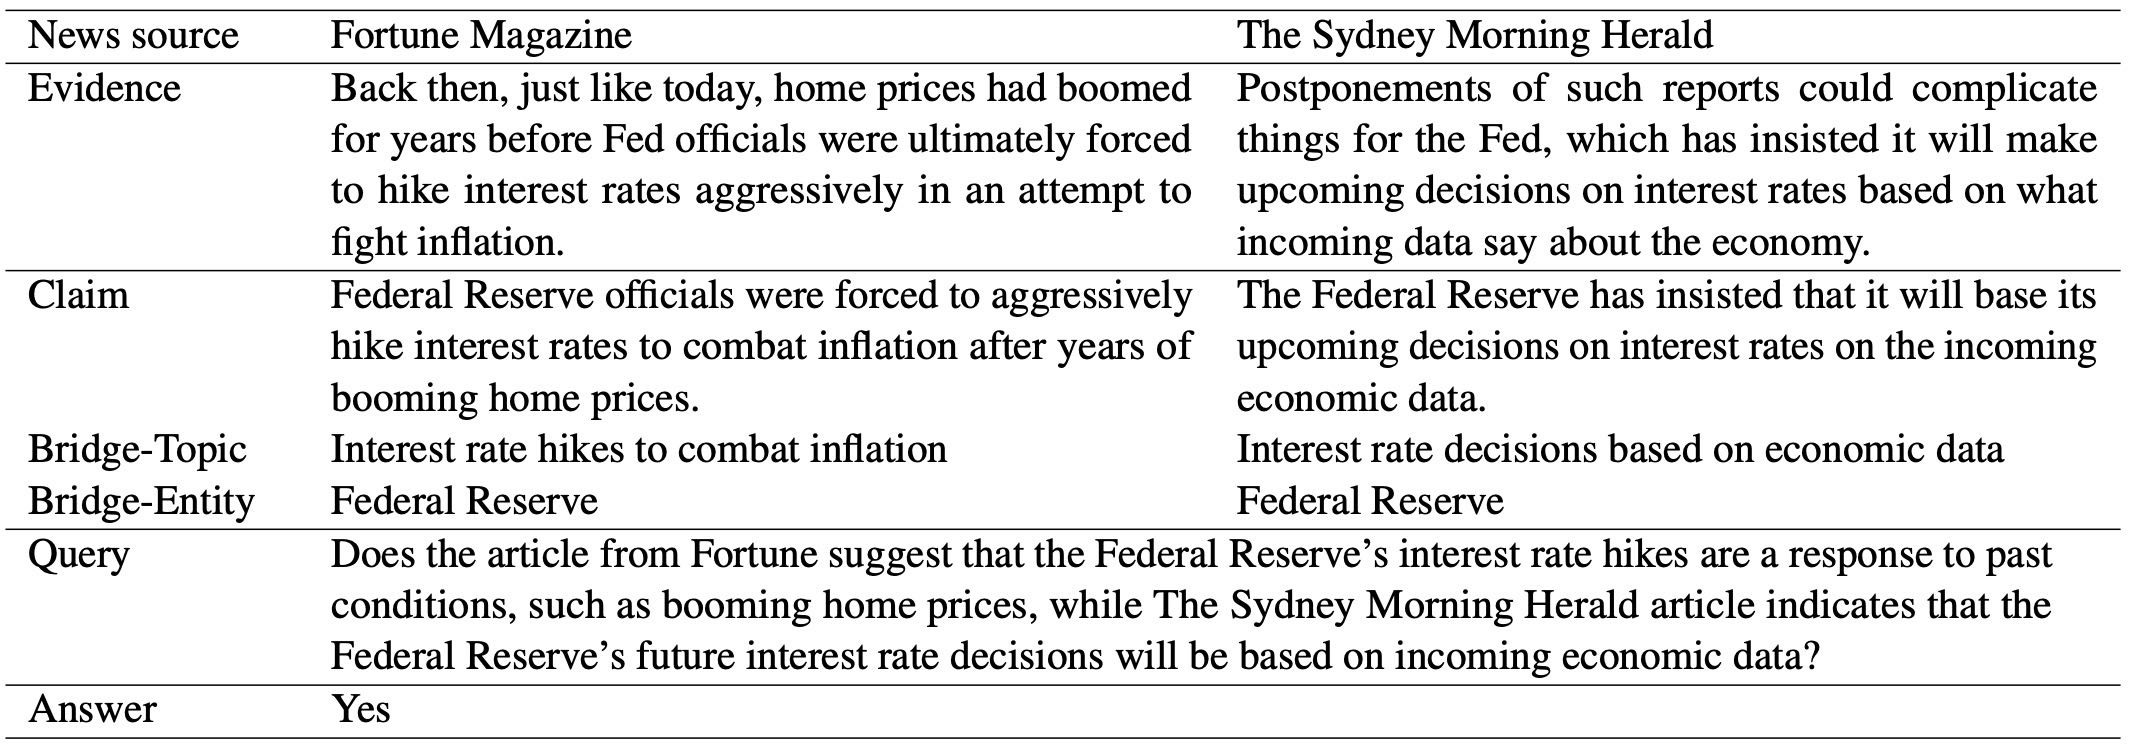 News source Fortune Magazine The Sydney Morning Herald
Evidence Back then, just like today, home prices had boomed Postponements of such reports could complicate
for years before Fed officials were ultimately forced things for the Fed, which has insisted it will make
to hike interest rates aggressively in an attempt to upcoming decisions on interest rates based on what
fight inflation. incoming data say about the economy.
Claim Federal Reserve officials were forced to aggressively The Federal Reserve has insisted that it will base its
hike interest rates to combat inflation after years of upcoming decisions on interest rates on the incoming
booming home prices. economic data.
Bridge-Topic Interest rate hikes to combat inflation Interest rate decisions based on economic data
Bridge-Entity Federal Reserve Federal Reserve
Query Does the article from Fortune suggest that the Federal Reserve’s interest rate hikes are a response to past
conditions, such as booming home prices, while The Sydney Morning Herald article indicates that the
Federal Reserve’s future interest rate decisions will be based on incoming economic data?
Answer Yes